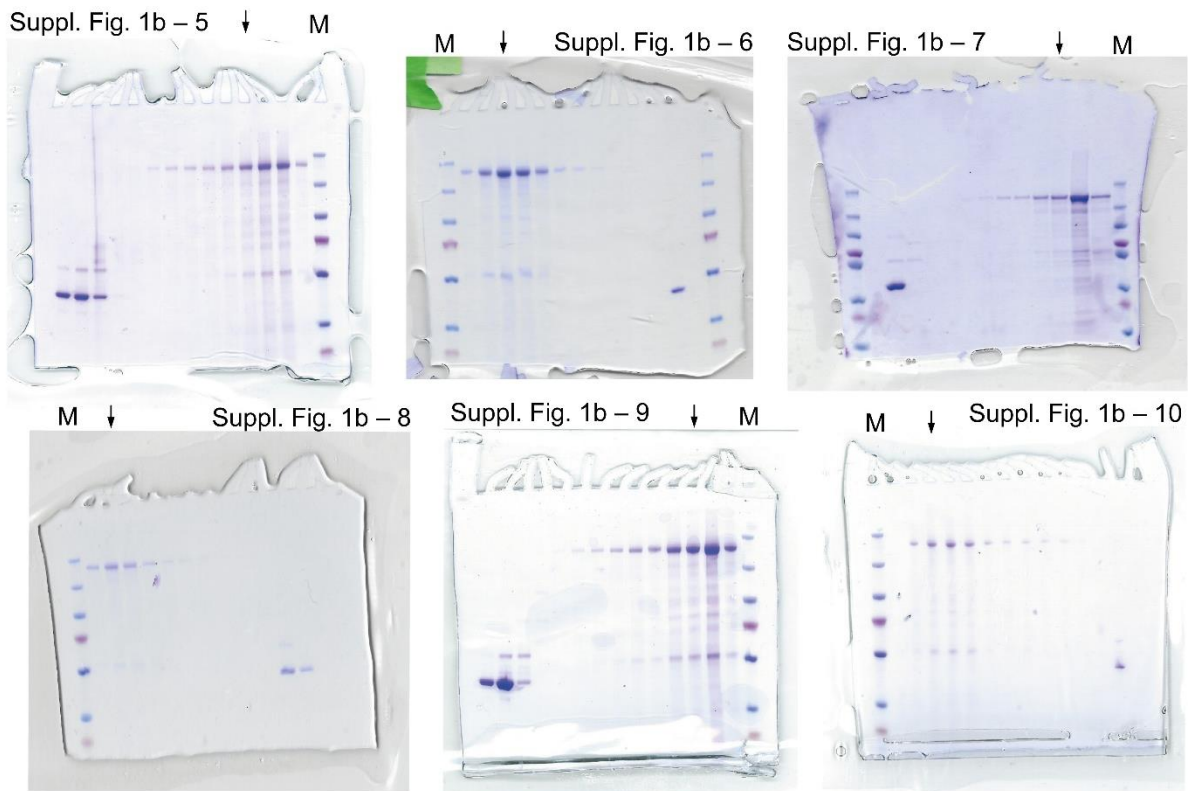 Suppl. Fig. 1b – 5 ↓ M
M ↓ Suppl. Fig. 1b – 6
Suppl. Fig. 1b – 7 ↓ M
M ↓ Suppl. Fig. 1b – 8
Suppl. Fig. 1b – 9 ↓ M
M ↓ Suppl. Fig. 1b – 10